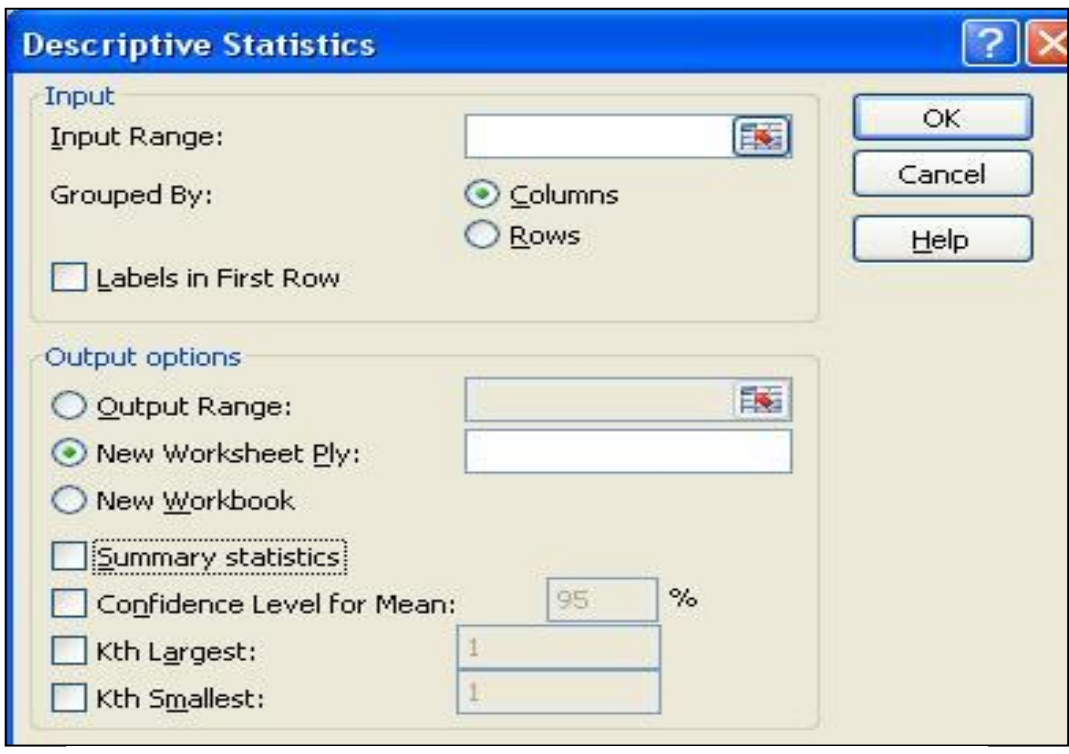 Descriptive Statistics
?
Input
Input Range:
OK
Grouped By:
Columns
Cancel
Rows
Help
Labels in First Row
Output options
Output Range:
New Worksheet Ply:
New Workbook
Summary statistics
Confidence Level for Mean: 95 %
Kth Largest: 1
Kth Smallest: 1